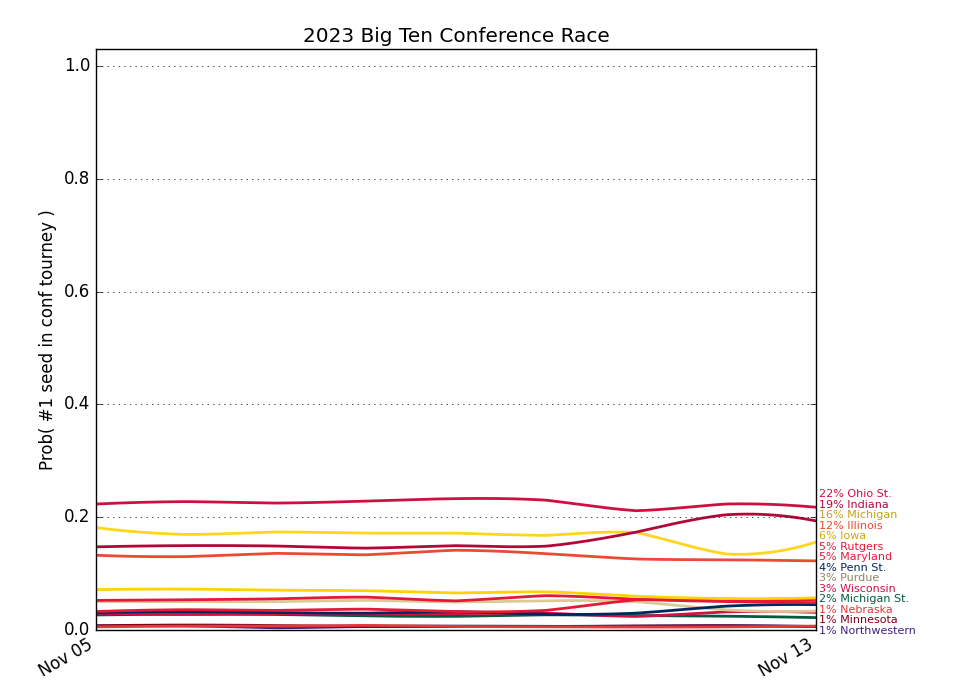 2023 Big Ten Conference Race
Prob( #1 seed in conf tourney )
1.0
0.8
0.6
0.4
0.2
0.0
Nov 05
Nov 13
22% Ohio St.
19% Indiana
16% Michigan
12% Illinois
6% Iowa
5% Rutgers
5% Maryland
4% Penn St.
3% Purdue
3% Wisconsin
2% Michigan St.
1% Nebraska
1% Minnesota
1% Northwestern